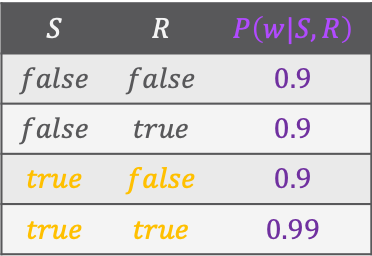 S R P(w|S, R)
false false 0.9
false true 0.9
true false 0.9
true true 0.99